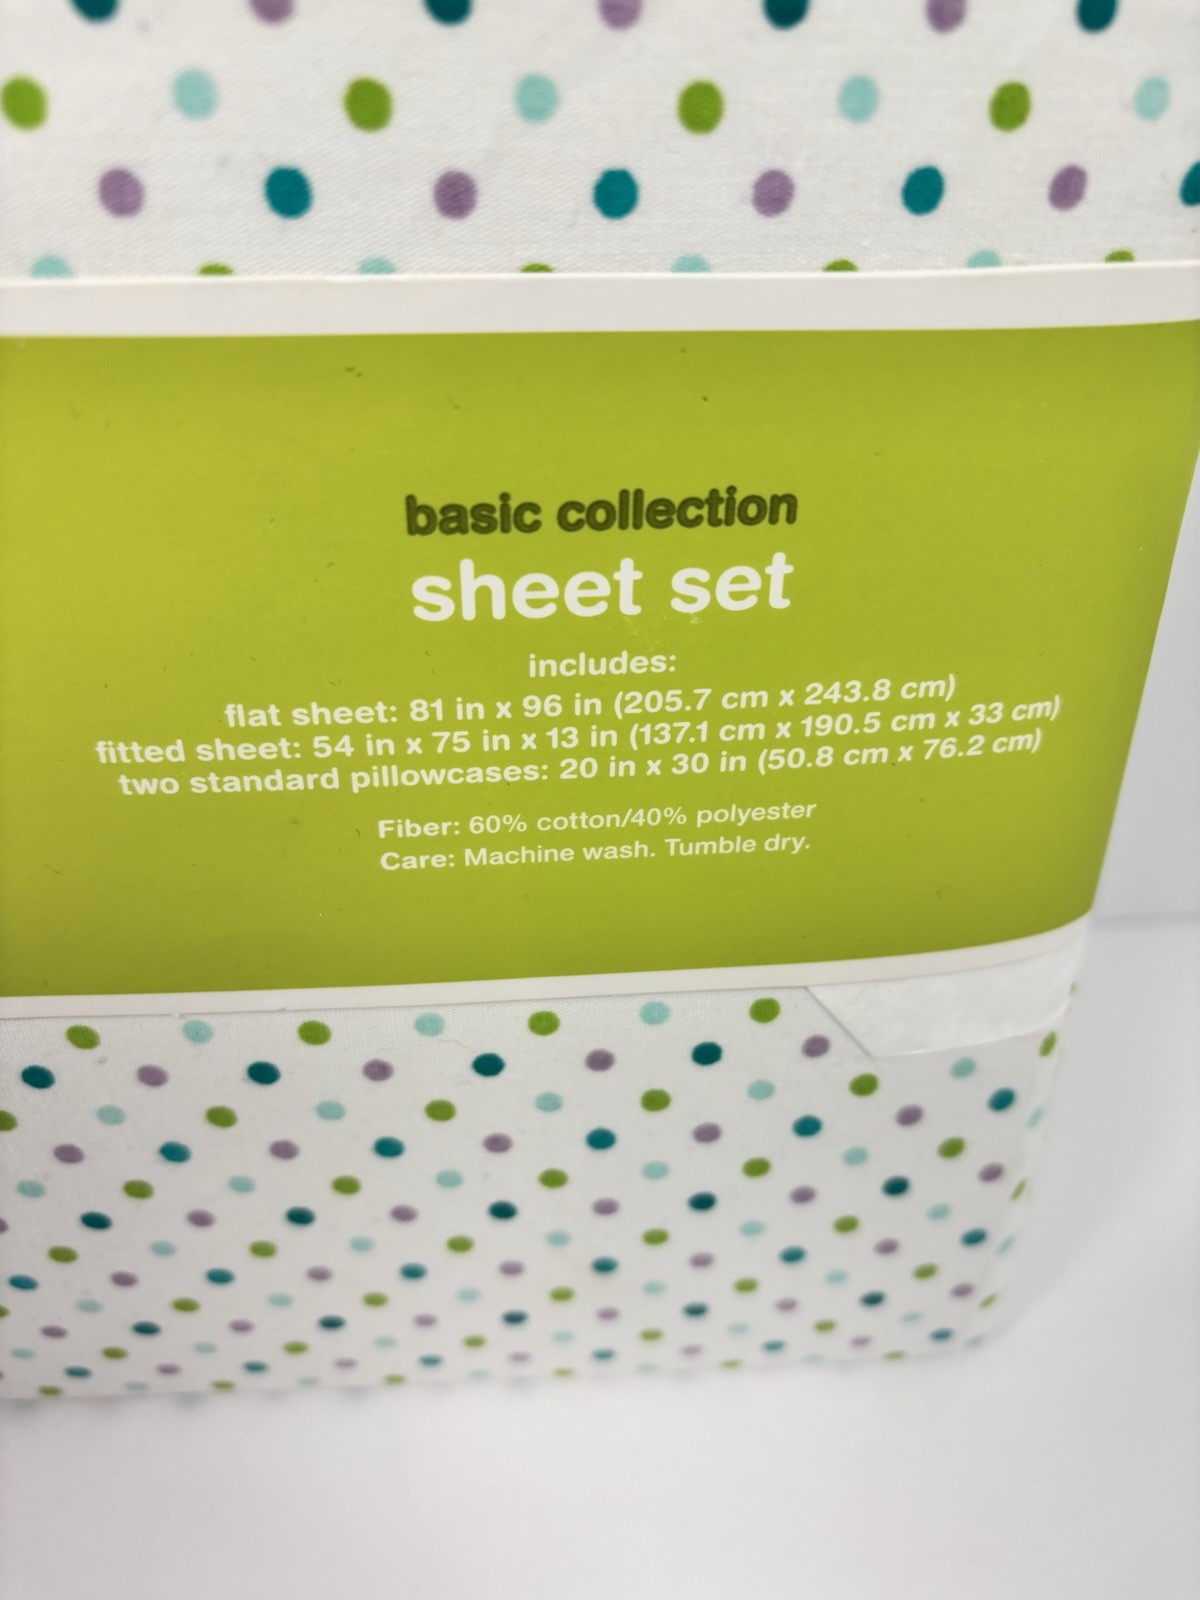 basic collection
sheet set
includes:
flat sheet: 81 in x 96 in (205.7 cm x 243.8 cm)
fitted sheet: 54 in x 75 in x 13 in (137.1 cm x 190.5 cm x 33 cm)
two standard pillowcases: 20 in x 30 in (50.8 cm x 76.2 cm)
Fiber: 60% cotton/40% polyester
Care: Machine wash. Tumble dry.